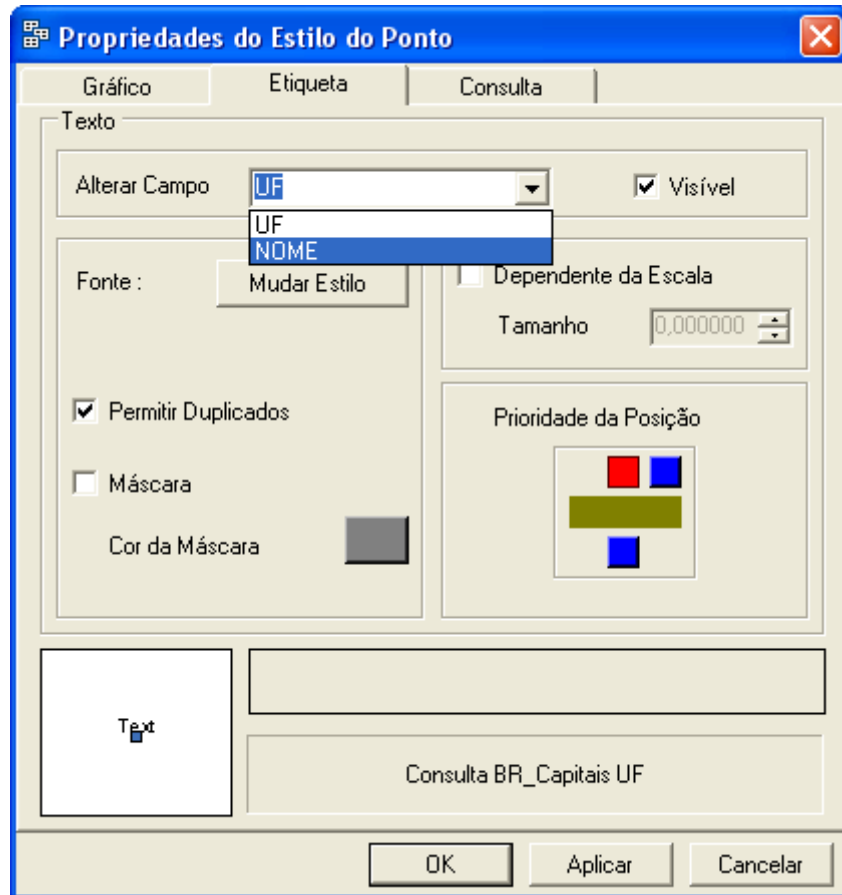 Propriedades do Estilo do Ponto
Gráfico Etiqueta Consulta
Texto
Alterar Campo UF Visível
UF
NOME
Fonte : Mudar Estilo Dependente da Escala
Tamanho 0,000000
Permitir Duplicados Prioridade da Posição
Máscara
Cor da Máscara
Text
Consulta BR_Capitais UF
OK Aplicar Cancelar